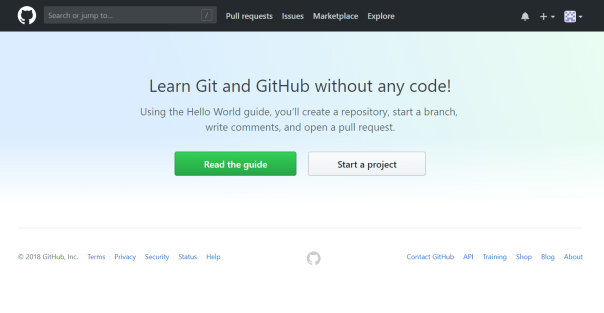 Search or jump to... /
Pull requests Issues Marketplace Explore
Learn Git and GitHub without any code!
Using the Hello World guide, you'll create a repository, start a branch,
write comments, and open a pull request.
Read the guide Start a project
© 2018 GitHub, Inc. Terms Privacy Security Status Help Contact GitHub API Training Shop Blog About